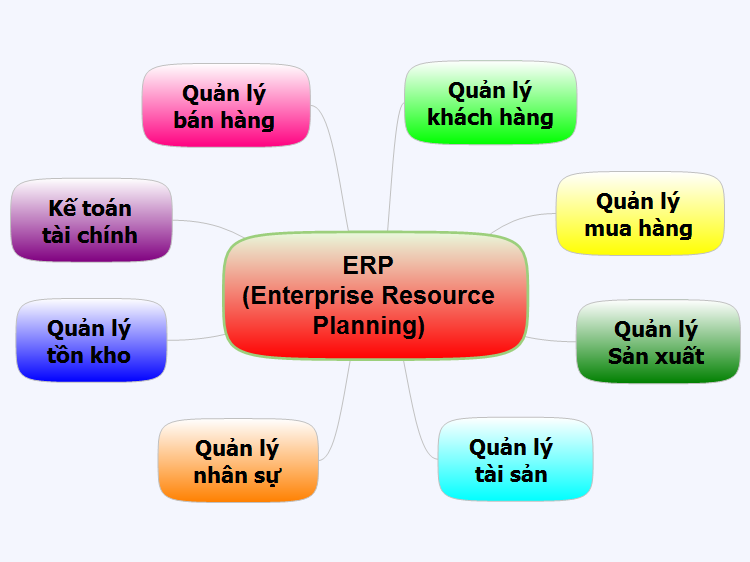 Quản lý
bán hàng
Quản lý
khách hàng
Kế toán
tài chính
Quản lý
mua hàng
ERP
(Enterprise Resource
Planning)
Quản lý
tồn kho
Quản lý
Sản xuất
Quản lý
nhân sự
Quản lý
tài sản